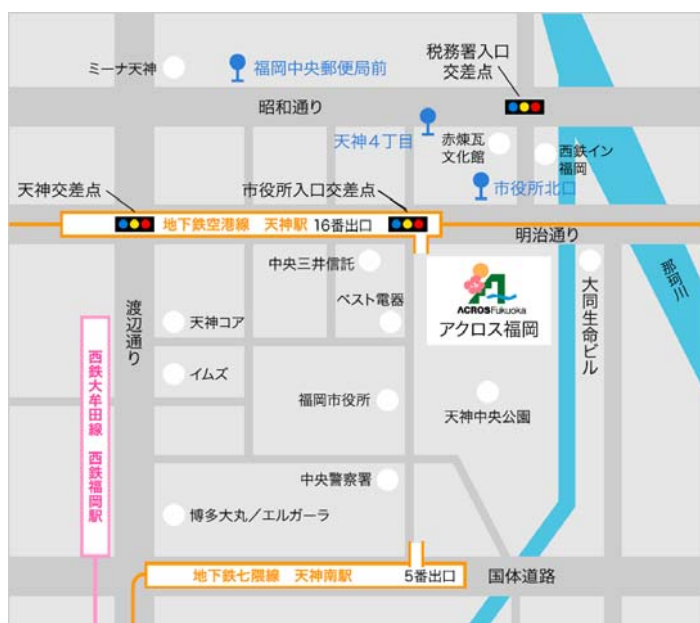 ミーナ天神
福岡中央郵便局前
税務署入口
交差点
昭和通り
天神4丁目
赤煉瓦
文化館
西鉄イン
福岡
天神交差点
市役所入口交差点
市役所北口
地下鉄空港線 天神駅 16番出口
明治通り
中央三井信託
ベスト電器
ACROS FUKUOKA
アクロス福岡
大同生命ビル
那珂川
渡辺通り
天神コア
イムズ
福岡市役所
天神中央公園
西鉄大牟田線 西鉄福岡駅
中央警察署
博多大丸/エルガーラ
地下鉄七隈線 天神南駅
5番出口
国体道路